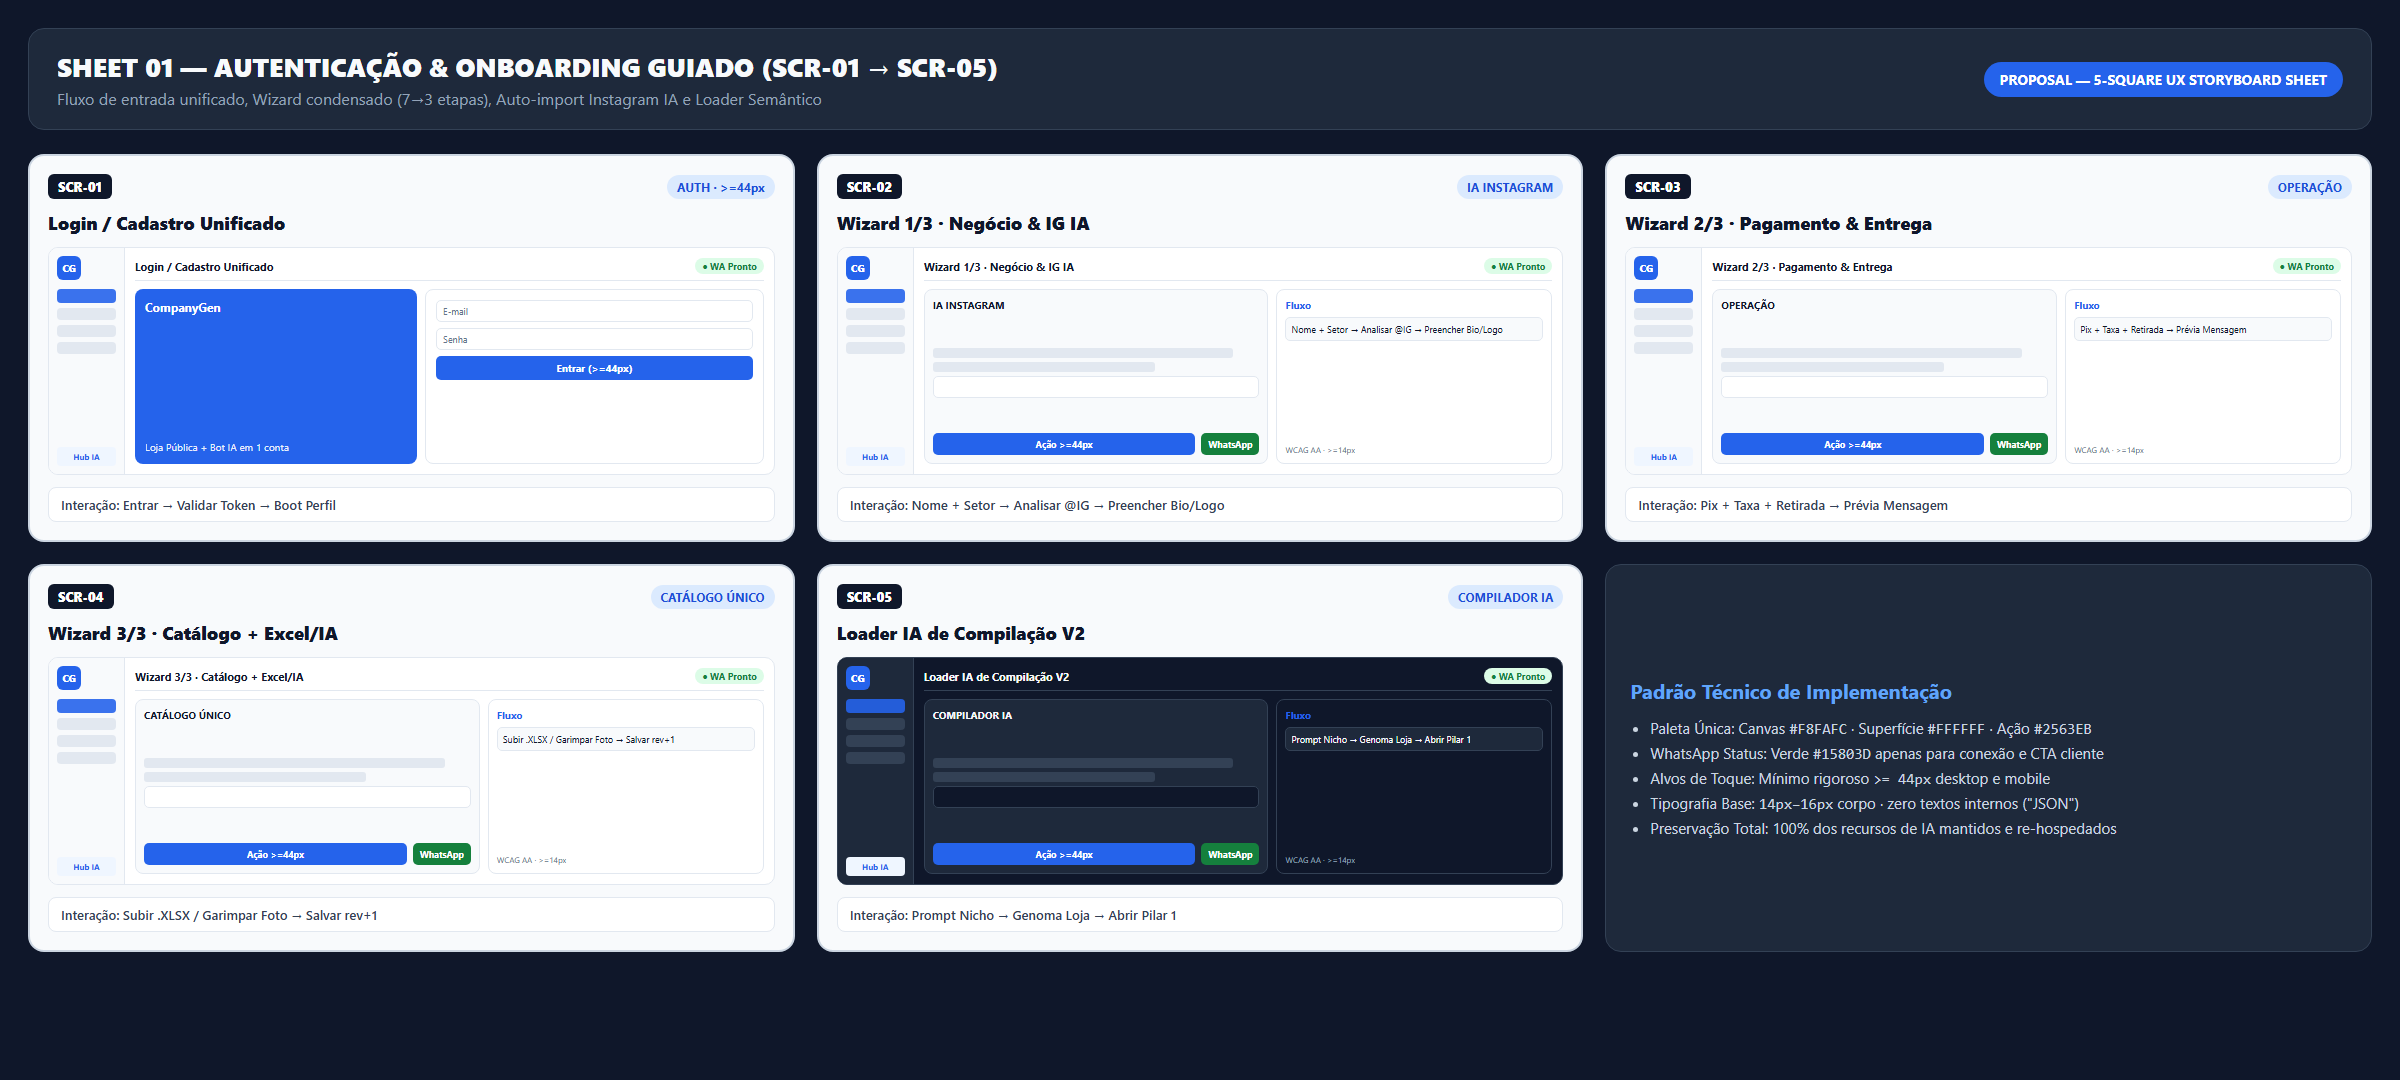 SHEET 01 — AUTENTICAÇÃO & ONBOARDING GUIADO (SCR-01 → SCR-05)
Fluxo de entrada unificado, Wizard condensado (7→3 etapas), Auto-import Instagram IA e Loader Semântico
PROPOSAL — 5-SQUARE UX STORYBOARD SHEET
SCR-01
AUTH · >=44px
Login / Cadastro Unificado
CG
Login / Cadastro Unificado
● WA Pronto
CompanyGen
Loja Pública + Bot IA em 1 conta
E-mail
Senha
Entrar (>=44px)
Hub IA
Interação: Entrar → Validar Token → Boot Perfil
SCR-02
IA INSTAGRAM
Wizard 1/3 · Negócio & IG IA
CG
Wizard 1/3 · Negócio & IG IA
● WA Pronto
IA INSTAGRAM
Ação >=44px
WhatsApp
Fluxo
Nome + Setor → Analisar @IG → Preencher Bio/Logo
WCAG AA · >=14px
Hub IA
Interação: Nome + Setor → Analisar @IG → Preencher Bio/Logo
SCR-03
OPERAÇÃO
Wizard 2/3 · Pagamento & Entrega
CG
Wizard 2/3 · Pagamento & Entrega
● WA Pronto
OPERAÇÃO
Ação >=44px
WhatsApp
Fluxo
Pix + Taxa + Retirada → Prévia Mensagem
WCAG AA · >=14px
Hub IA
Interação: Pix + Taxa + Retirada → Prévia Mensagem
SCR-04
CATÁLOGO ÚNICO
Wizard 3/3 · Catálogo + Excel/IA
CG
Wizard 3/3 · Catálogo + Excel/IA
● WA Pronto
CATÁLOGO ÚNICO
Ação >=44px
WhatsApp
Fluxo
Subir .XLSX / Garimpar Foto → Salvar rev+1
WCAG AA · >=14px
Hub IA
Interação: Subir .XLSX / Garimpar Foto → Salvar rev+1
SCR-05
COMPILADOR IA
Loader IA de Compilação V2
CG
Loader IA de Compilação V2
● WA Pronto
COMPILADOR IA
Ação >=44px
WhatsApp
Fluxo
Prompt Nicho → Genoma Loja → Abrir Pilar 1
WCAG AA · >=14px
Hub IA
Interação: Prompt Nicho → Genoma Loja → Abrir Pilar 1
Padrão Técnico de Implementação
• Paleta Única: Canvas #F8FAFC · Superfície #FFFFFF · Ação #2563EB
• WhatsApp Status: Verde #15803D apenas para conexão e CTA cliente
• Alvos de Toque: Mínimo rigoroso >= 44px desktop e mobile
• Tipografia Base: 14px–16px corpo · zero textos internos ("JSON")
• Preservação Total: 100% dos recursos de IA mantidos e re-hospedados